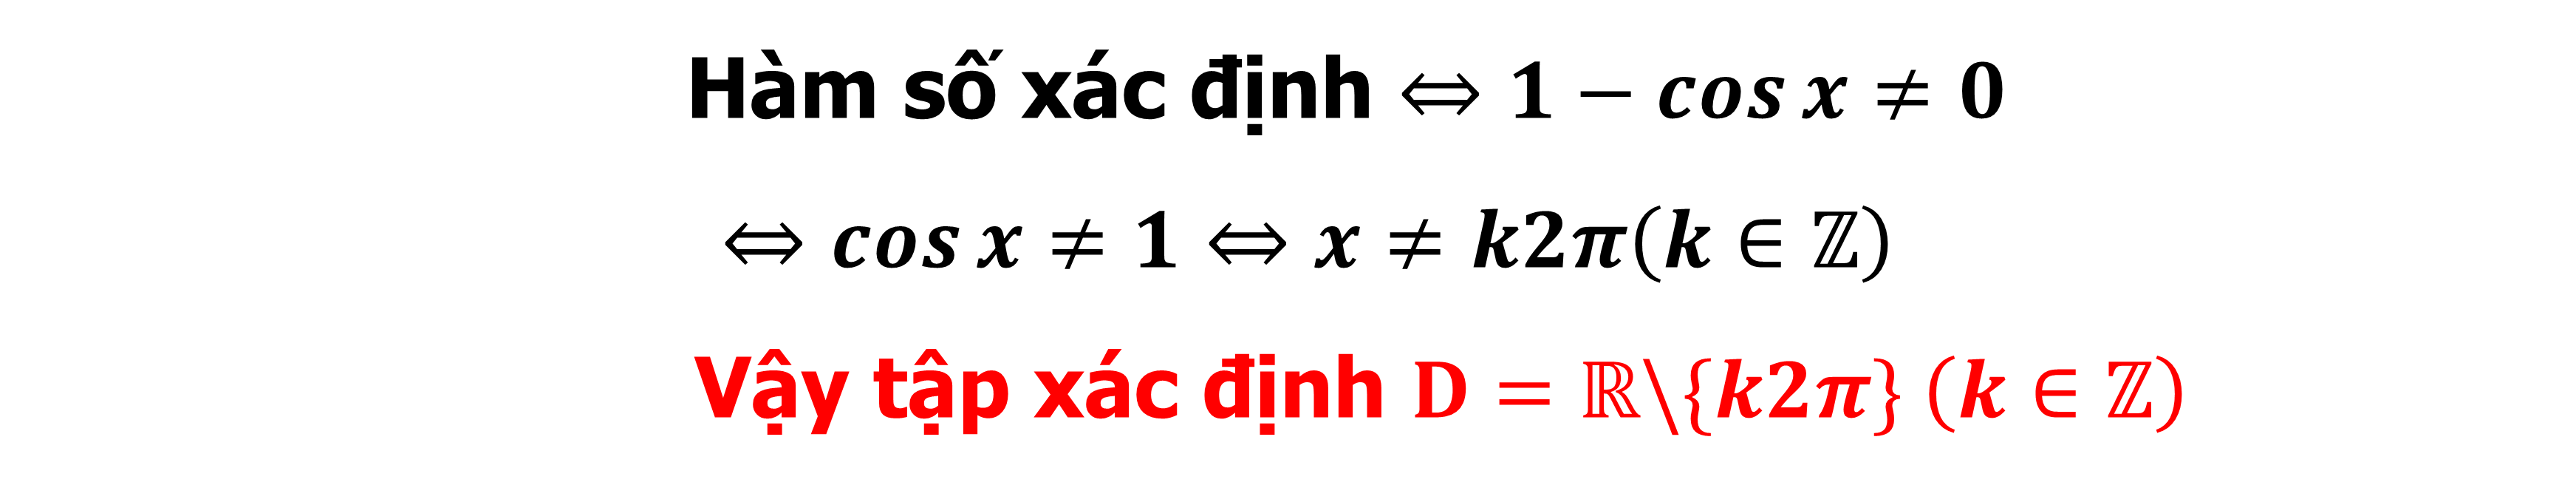 Hàm số xác định ⇔ 1 − cos x ≠ 0
⇔ cos x ≠ 1 ⇔ x ≠ k2π(k ∈ ℤ)
Vậy tập xác định D = ℝ\{k2π} (k ∈ ℤ)